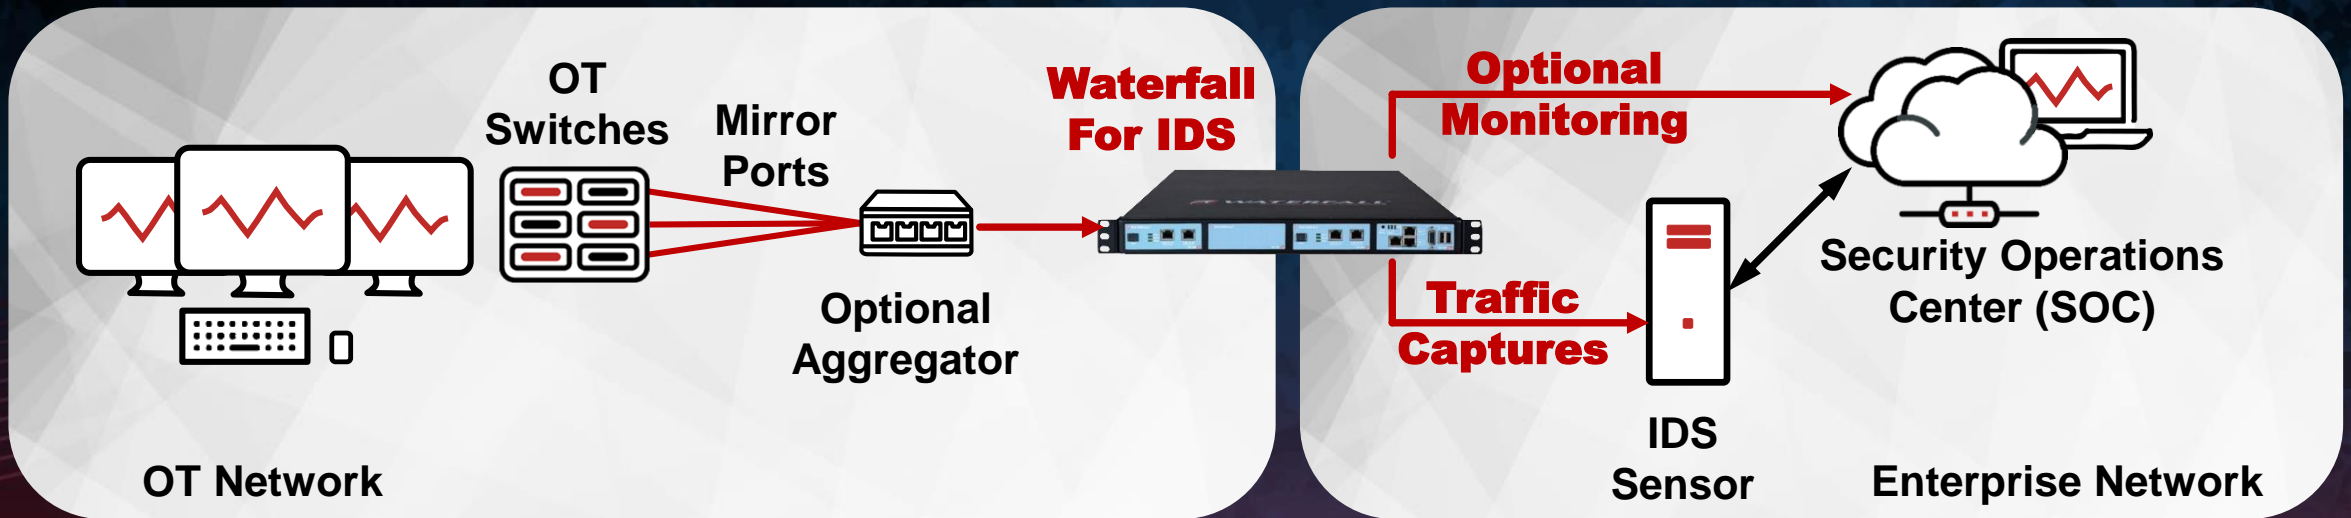 OT
Switches
Mirror
Ports
Optional
Aggregator
Waterfall
For IDS
OT Network
WATERFALL
Optional
Monitoring
Traffic
Captures
IDS
Sensor
Security Operations
Center (SOC)
Enterprise Network